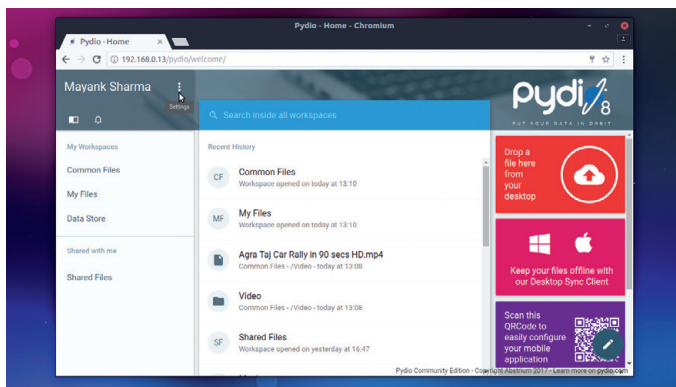 Pydio - Home - Chromium
Pydio - Home ×
192.168.0.13/pydio/welcome/
Mayank Sharma
Settings
Search inside all workspaces
pydio 8
PUT YOUR DATA IN ORBIT
My Workspaces
Common Files
My Files
Data Store
Shared with me
Shared Files
Recent History
CF
Common Files
Workspace opened on today at 13:10
MF
My Files
Workspace opened on today at 13:10
Agra Taj Car Rally in 90 secs HD.mp4
Common Files - /Video - today at 13:08
Video
Common Files - /Video - today at 13:08
SF
Shared Files
Workspace opened on yesterday at 16:47
Drop a
file here
from
your
desktop
Keep your files offline with
our Desktop Sync Client
Scan this
QRCode to
easily configure
your mobile
application
Pydio Community Edition - Copyright Abstrium 2017 - Learn more on pydio.com